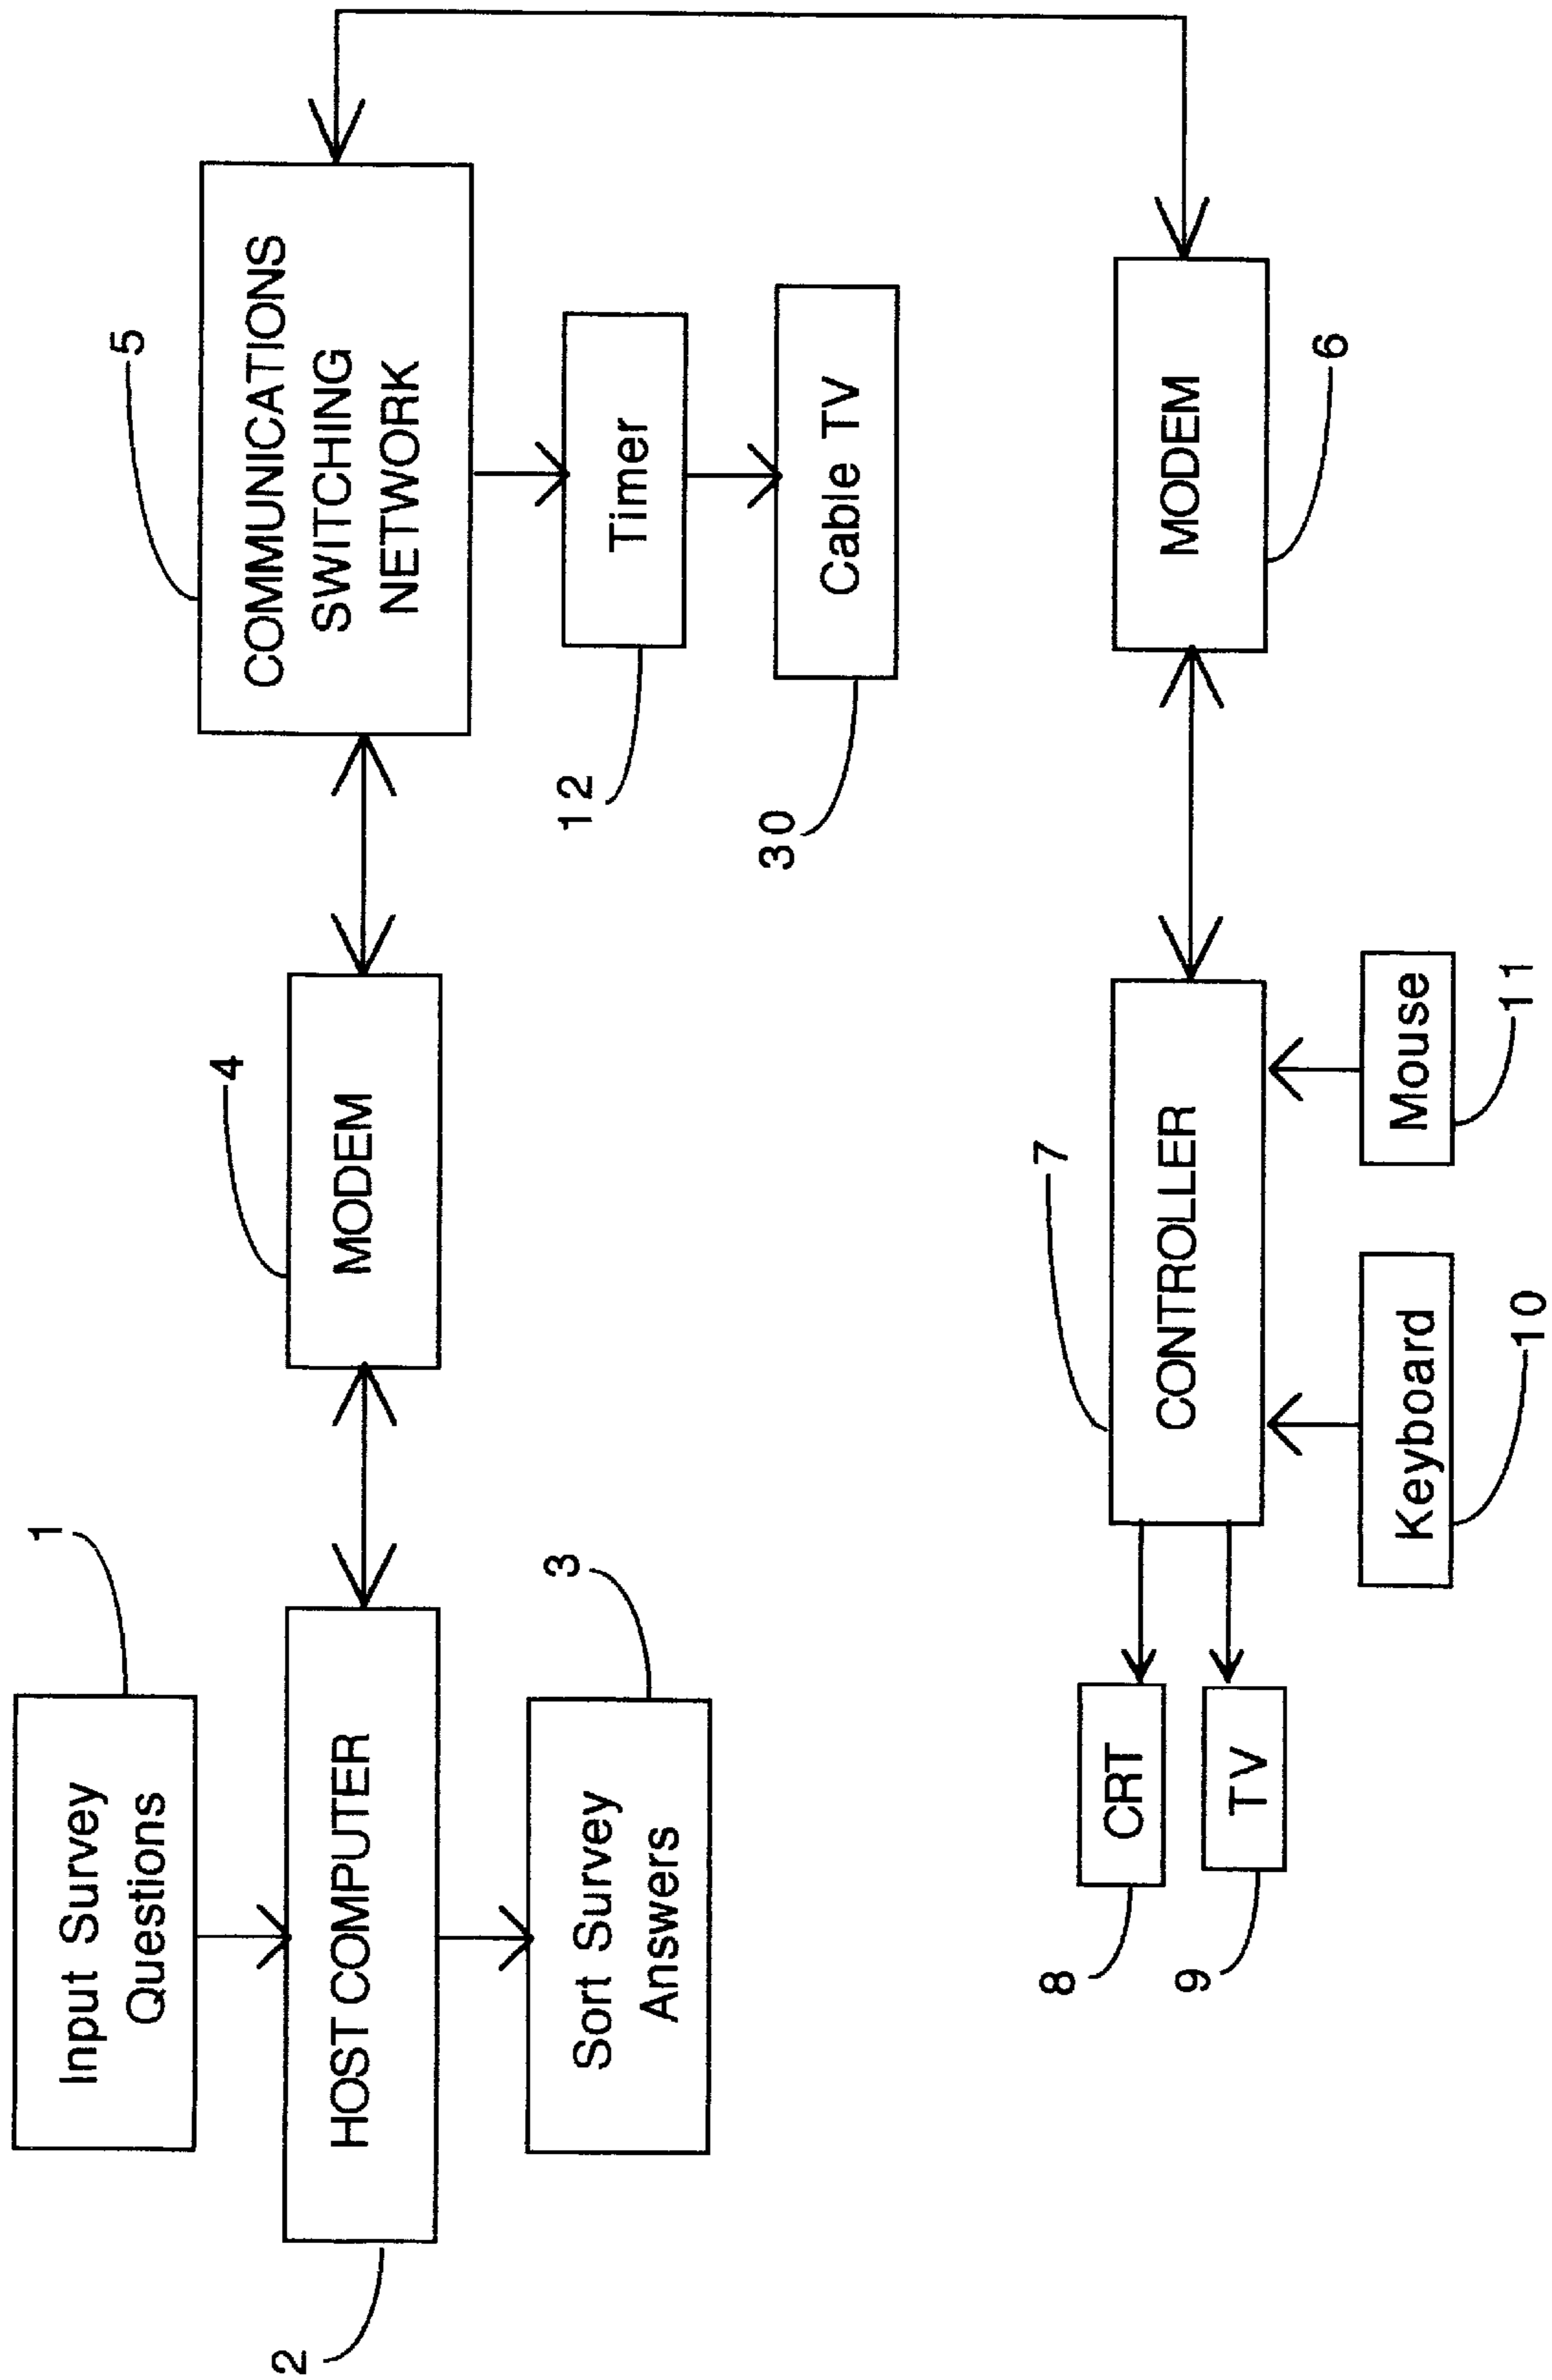 1
Input Survey
Questions
2
HOST COMPUTER
3
Sort Survey
Answers
4
MODEM
5
COMMUNICATIONS
SWITCHING
NETWORK
12
Timer
30
Cable TV
6
MODEM
7
CONTROLLER
8
CRT
9
TV
Keyboard
10
Mouse
11